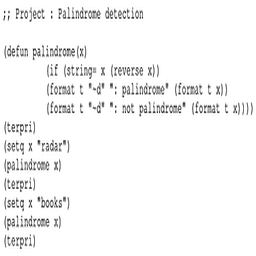 ;; Project : Palindrome detection
(defun palindrome(x)
(if (string= x (reverse x))
(format t "~d" ": palindrome" (format t x))
(format t "~d" ": not palindrome" (format t x))))
(terpri)
(setq x "radar")
(palindrome x)
(terpri)
(setq x "books")
(palindrome x)
(terpri)